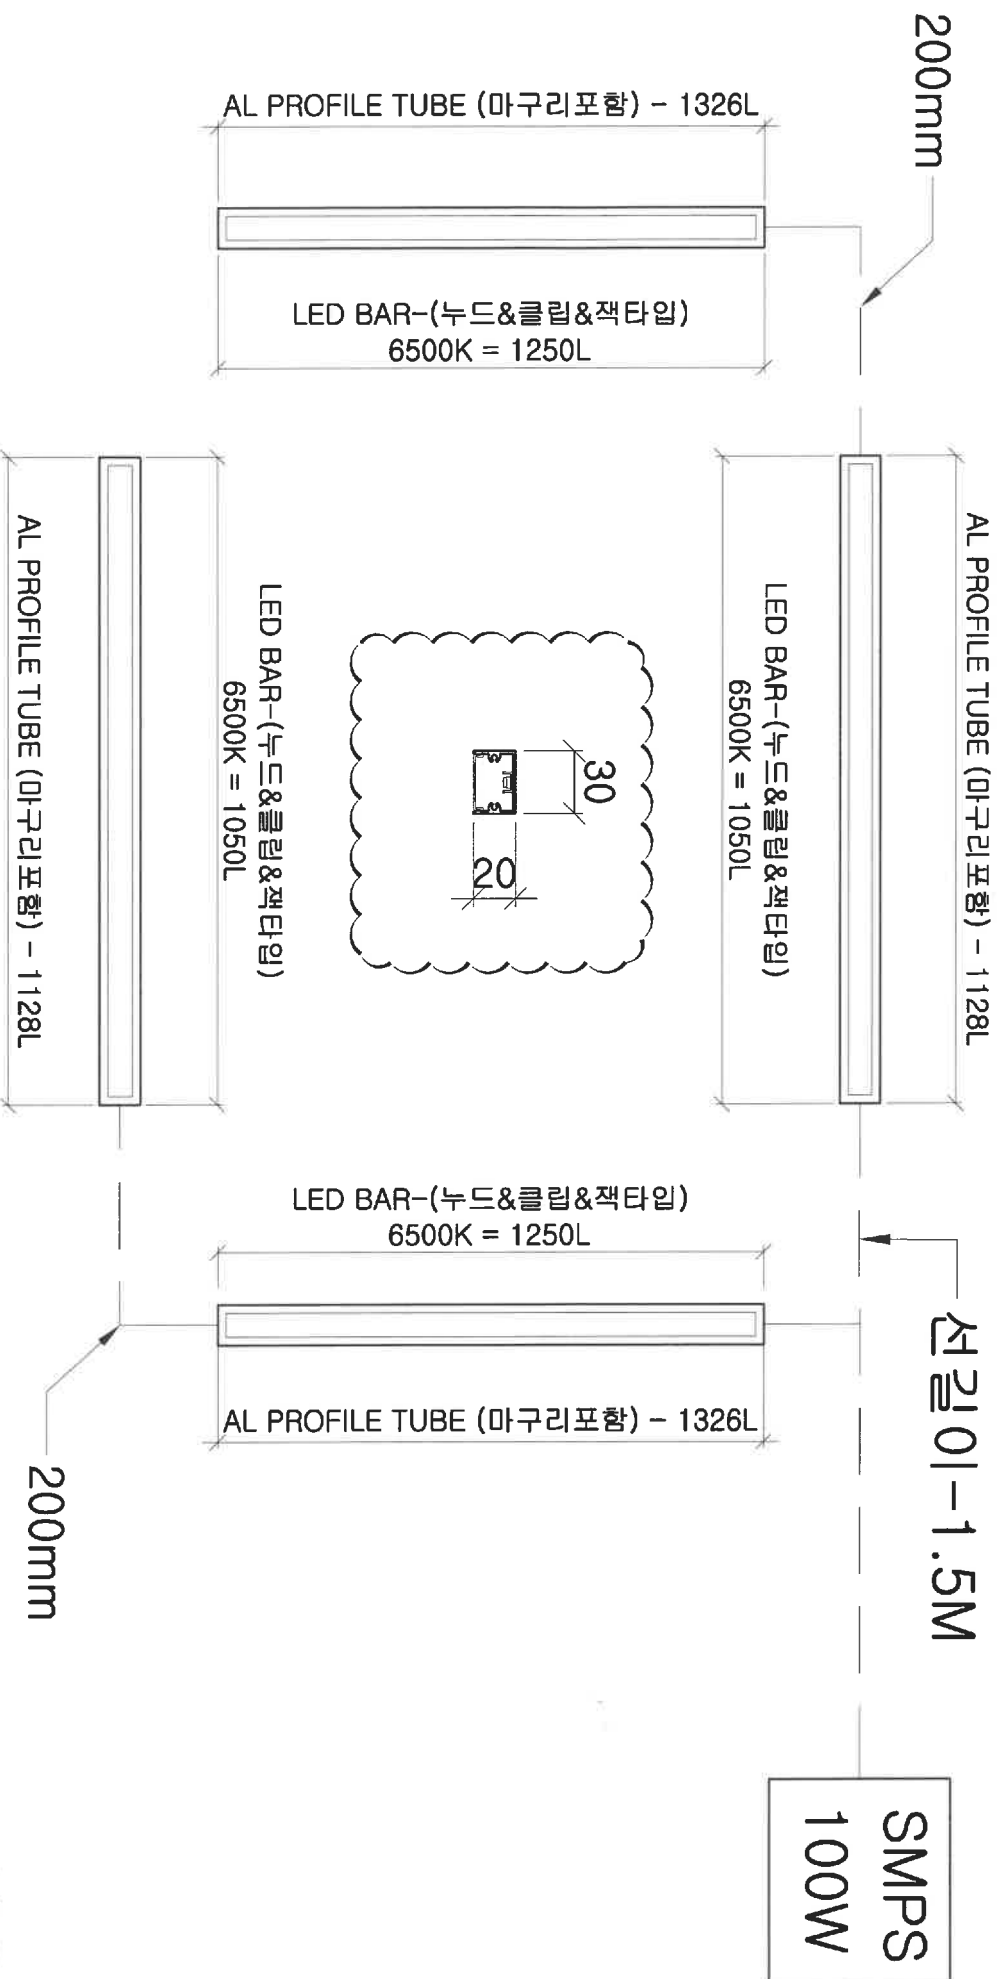 200mm
AL PROFILE TUBE (마구리포함) - 1326L
LED BAR-(누드&클립&잭타입)
6500K = 1250L
AL PROFILE TUBE (마구리포함) - 1128L
LED BAR-(누드&클립&잭타입)
6500K = 1050L
30
20
LED BAR-(누드&클립&잭타입)
6500K = 1050L
AL PROFILE TUBE (마구리포함) - 1128L
LED BAR-(누드&클립&잭타입)
6500K = 1250L
AL PROFILE TUBE (마구리포함) - 1326L
선길이-1.5M
200mm
SMPS
100W